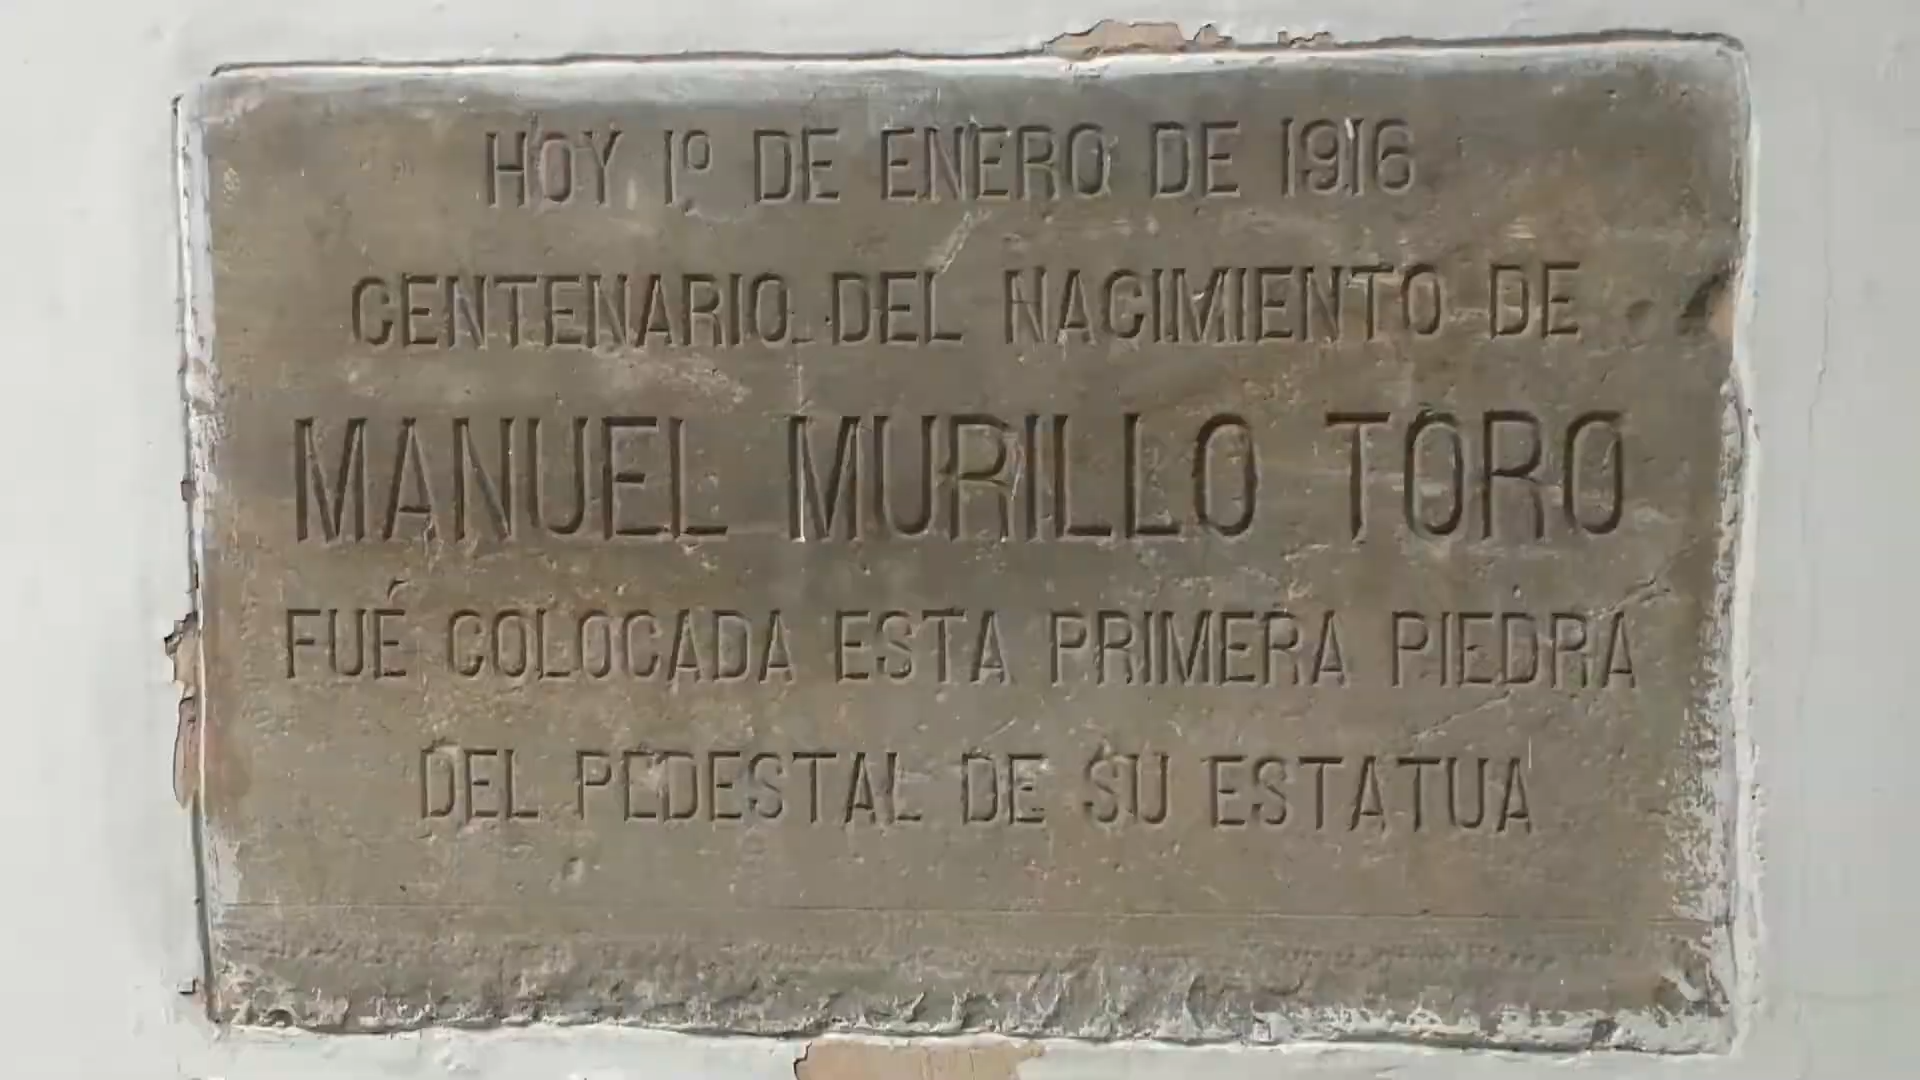 HOY 1º DE ENERO DE 1916
CENTENARIO DEL NACIMIENTO DE
MANUEL MURILLO TORO
FUÉ COLOCADA ESTA PRIMERA PIEDRA
DEL PEDESTAL DE SU ESTATUA